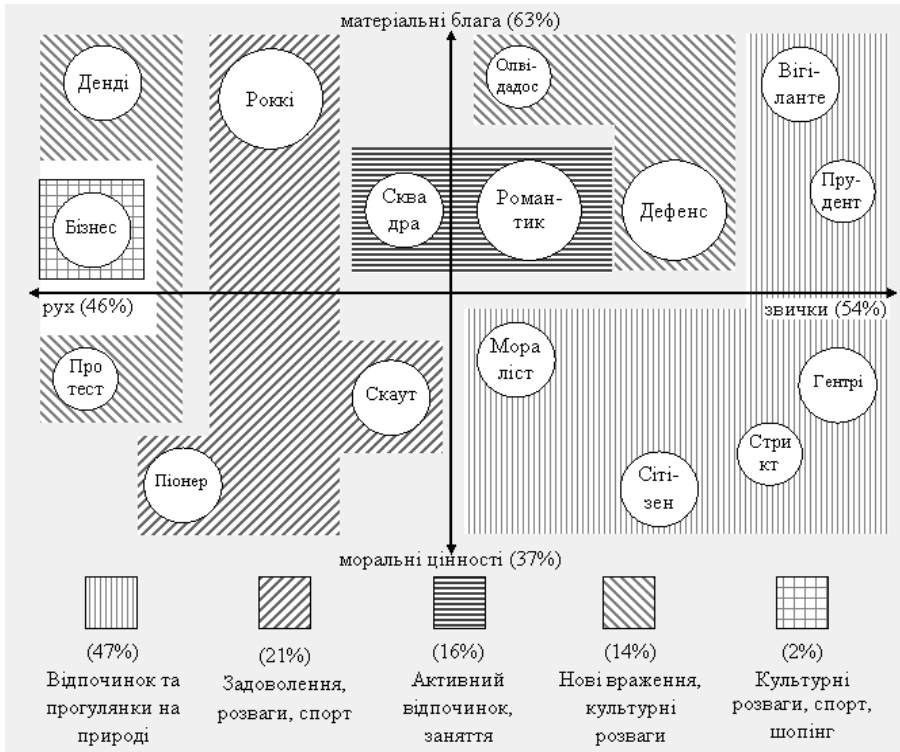 матеріальні блага (63%)
Денді
Роккі
Олві-
дадос
Вігі-
ланте
Бізнес
Сква
дра
Роман-
тик
Дефенс
Пру-
дент
рух (46%)
звички (54%)
Про
тест
Скаут
Мора
ліст
Гентрі
Піонер
Сіті-
зен
Стри
кт
моральні цінності (37%)
(47%)
Відпочинок та
прогулянки на
природі
(21%)
Задоволення,
розваги, спорт
(16%)
Активний
відпочинок,
заняття
(14%)
Нові враження,
культурні
розваги
(2%)
Культурні
розваги, спорт,
шопінг